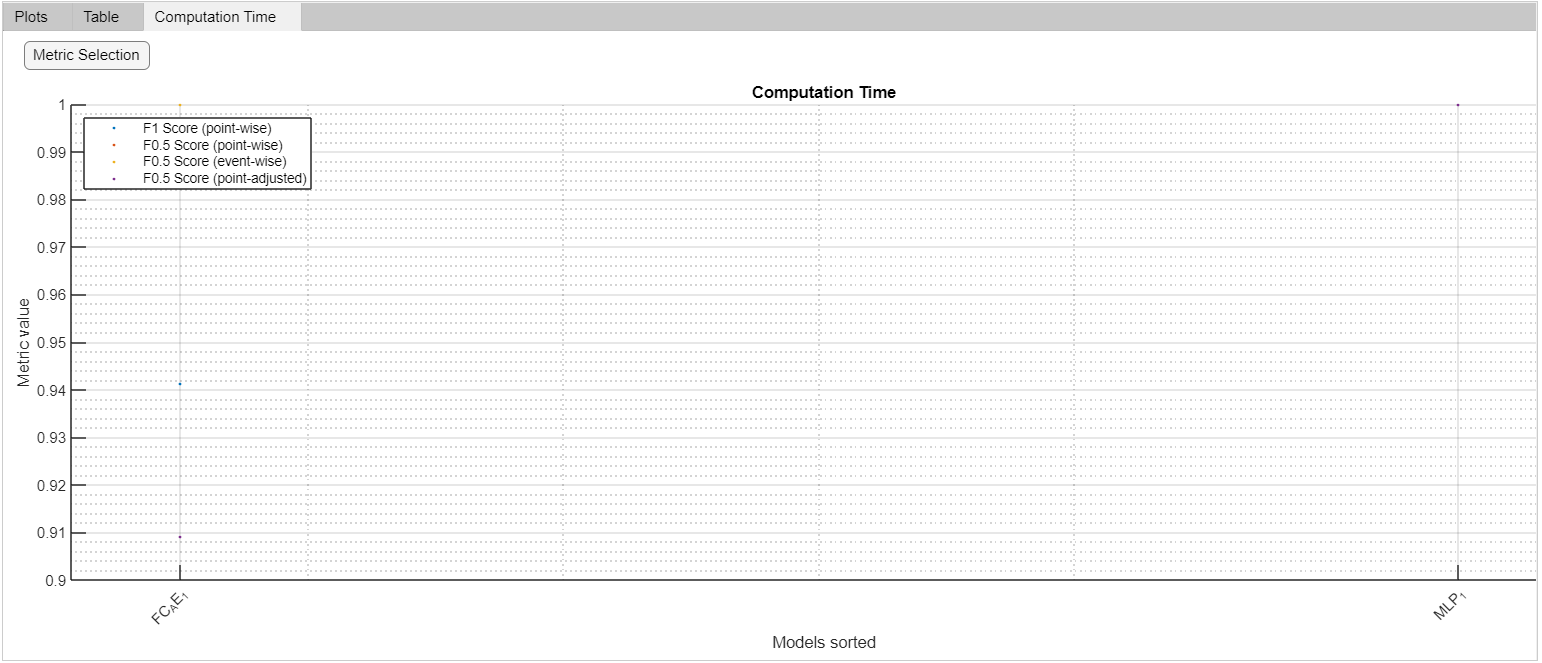 Plots Table Computation Time
Metric Selection
Computation Time
1
0.99
0.98
0.97
0.96
0.95
0.94
0.93
0.92
0.91
0.9
F1 Score (point-wise)
F0.5 Score (point-wise)
F0.5 Score (event-wise)
F0.5 Score (point-adjusted)
Metric value
FCAE1
MLP1
Models sorted